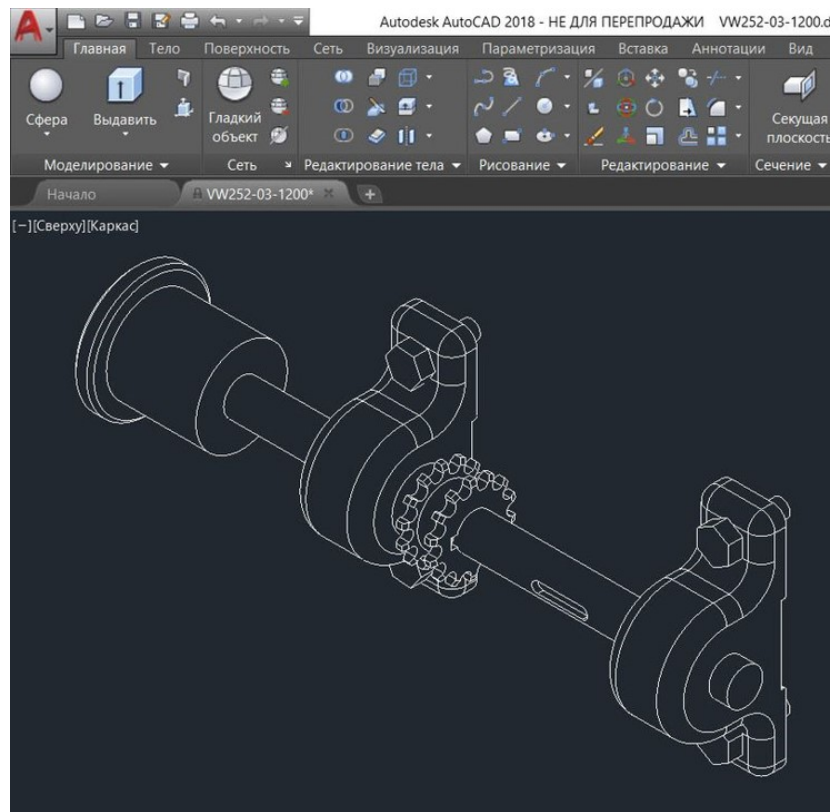 Autodesk AutoCAD 2018 - НЕ ДЛЯ ПЕРЕПРОДАЖИ VW252-03-1200.d
Главная Тело Поверхность Сеть Визуализация Параметризация Вставка Аннотации Вид
Сфера Выдавить Гладкий объект Секущая плоскость
Моделирование Сеть Редактирование тела Рисование Редактирование Сечение
Начало VW252-03-1200*
[−][Сверху][Каркас]